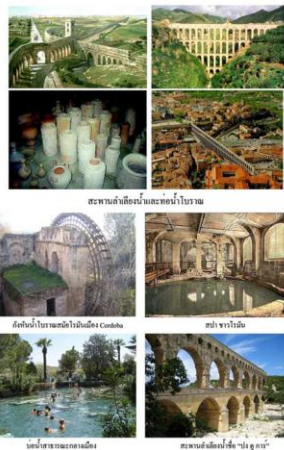 สะพานลำเลียงน้ำและท่อน้ำโบราณ
กังหันน้ำโบราณสมัยโรมันเมือง Cordoba
สปา ชาวโรมัน
บ่อน้ำสาธารณะกลางเมือง
สะพานลำเลียงน้ำชื่อ "ปง ดู การ์"